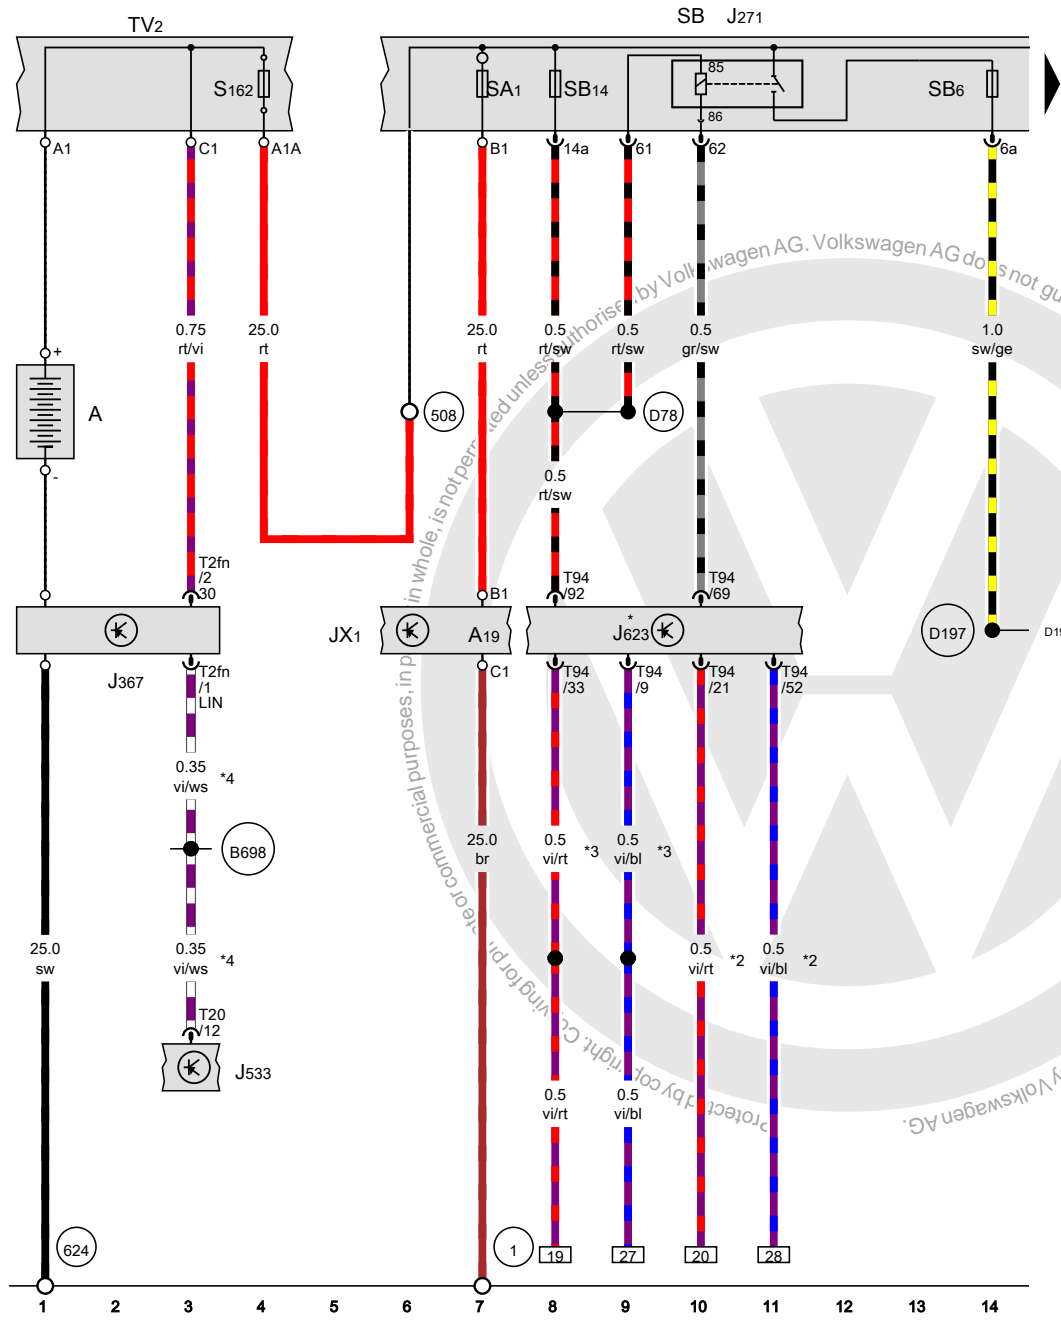 TV2
SB J271
S162
SA1
SB14
85
86
SB6
A1
C1
A1A
B1
14a
61
62
6a
0.75
rt/vi
25.0
rt
25.0
rt
0.5
rt/sw
0.5
rt/sw
0.5
gr/sw
1.0
sw/ge
+
A
-
508
D78
0.5
rt/sw
T2fn
/2
30
B1
T94
/92
T94
/69
JX1
A19
J623
*
D197
D19
J367
T2fn
/1
LIN
C1
T94
/33
T94
/9
T94
/21
T94
/52
0.35
vi/ws
*4
B698
25.0
br
0.5
vi/rt
*3
0.5
vi/bl
*3
25.0
sw
0.35
vi/ws
*4
0.5
vi/rt
*2
0.5
vi/bl
*2
T20
/12
J533
0.5
vi/rt
0.5
vi/bl
624
1
19
27
20
28
1 2 3 4 5 6 7 8 9 10 11 12 13 14
in whole, is not permitted unless authorised by Volkswagen AG. Volkswagen AG does not gu
Protected by copyright. Copying for private or commercial purposes, in p
y Volkswagen AG.